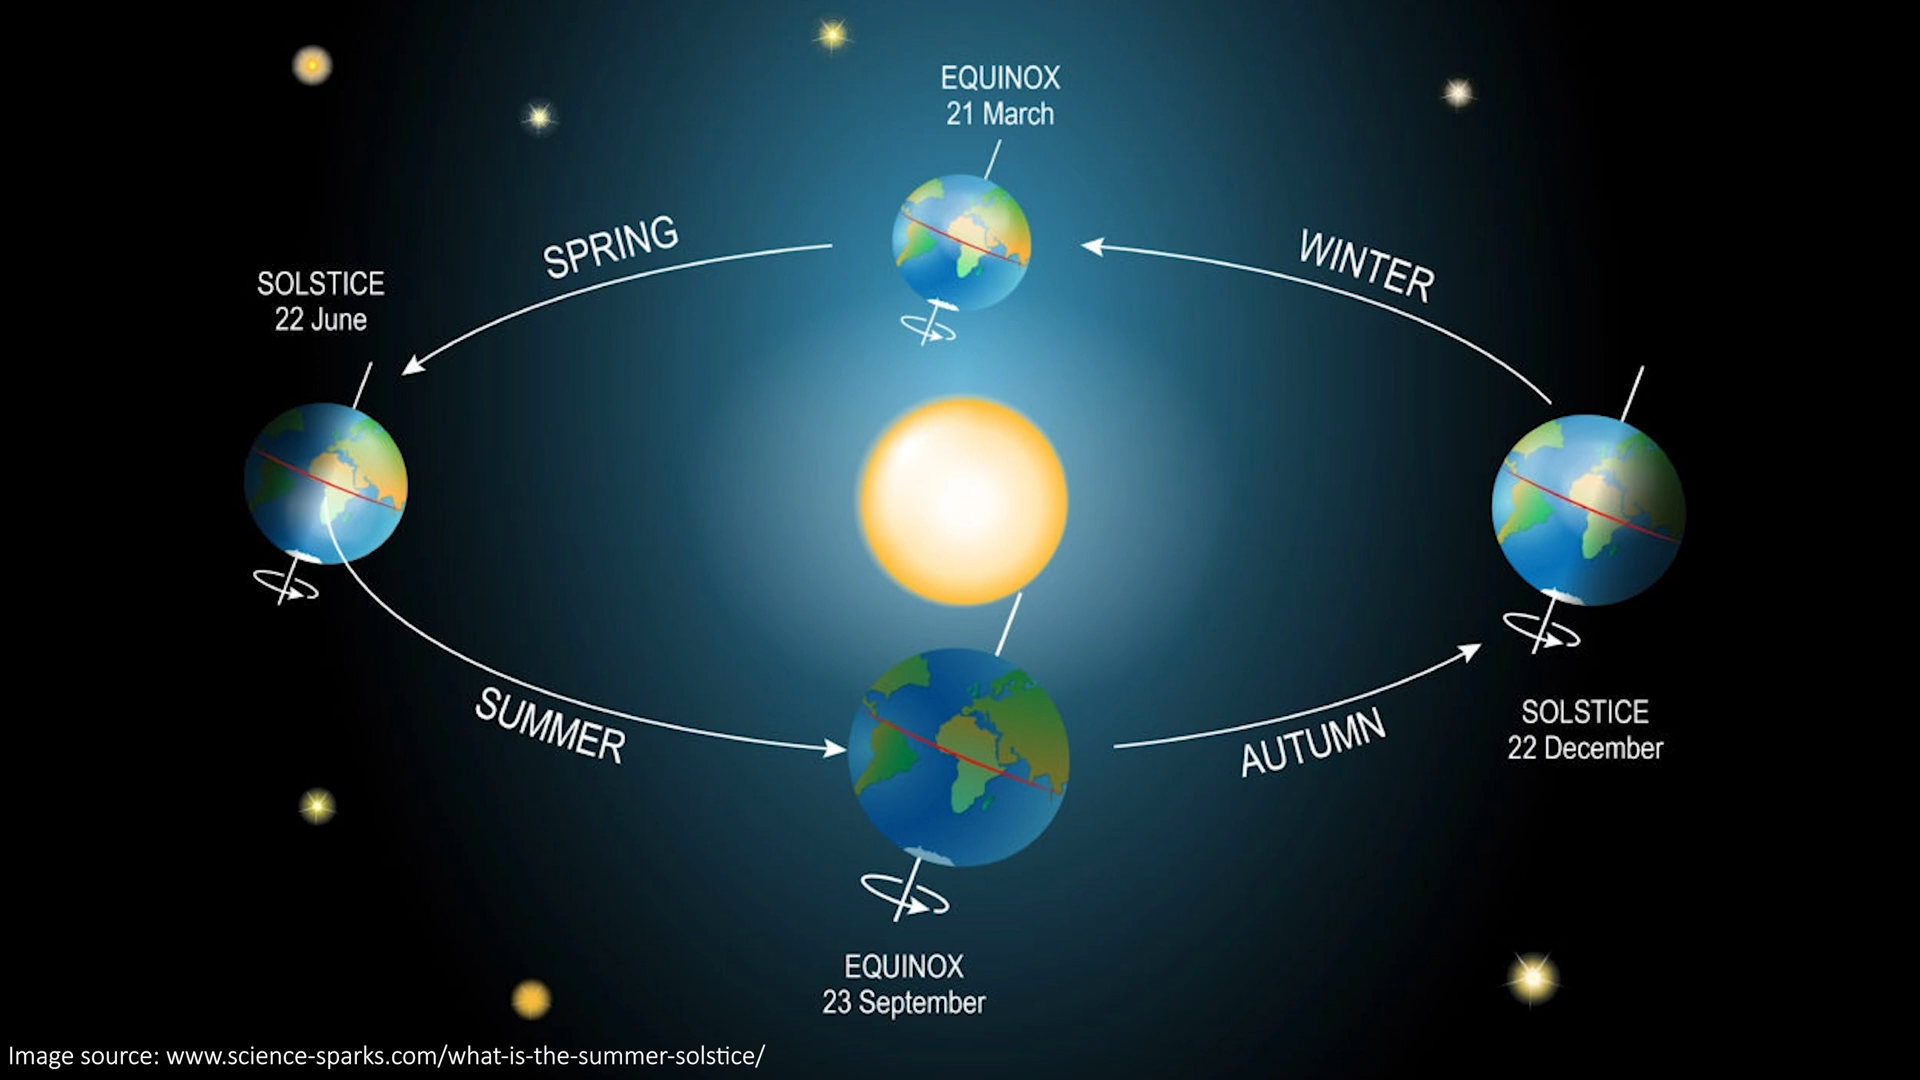 EQUINOX
21 March
SPRING
WINTER
SOLSTICE
22 June
SUMMER
AUTUMN
SOLSTICE
22 December
EQUINOX
23 September
Image source: www.science-sparks.com/what-is-the-summer-solstice/